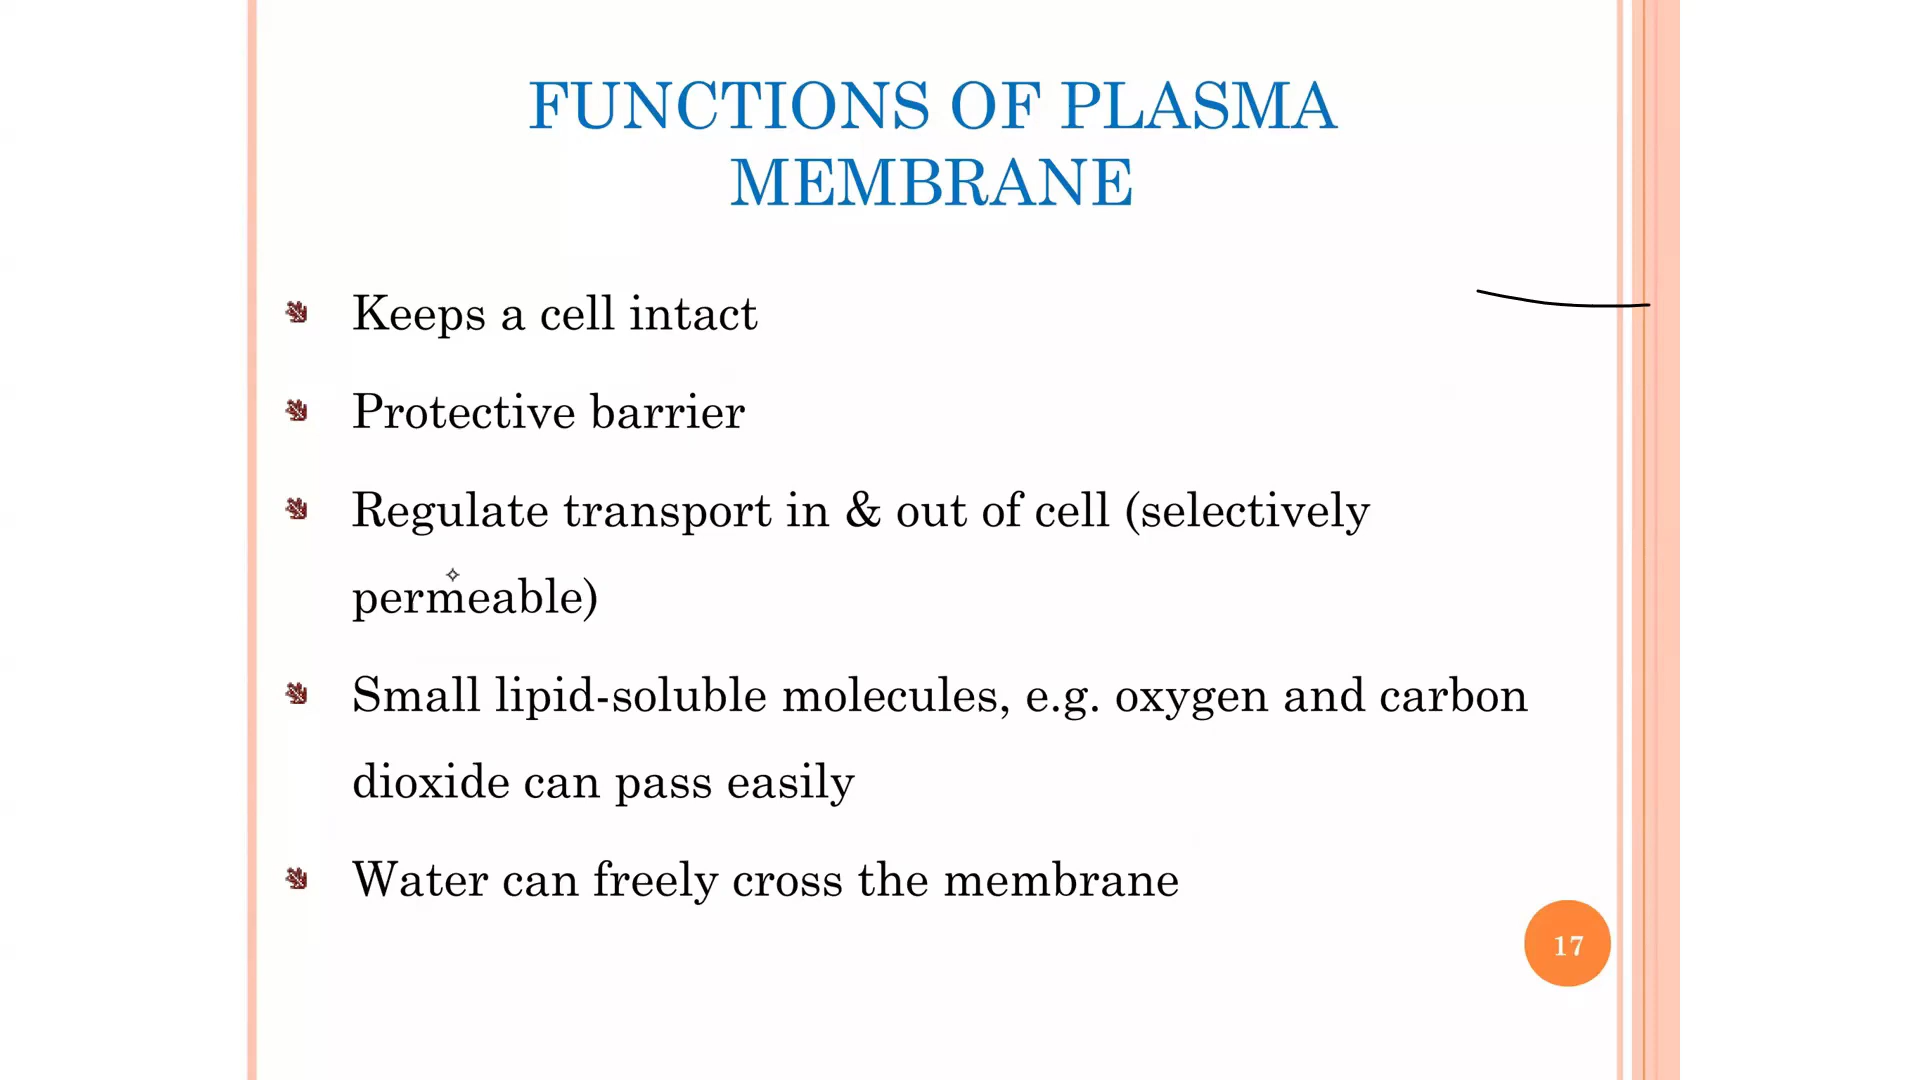 FUNCTIONS OF PLASMA
MEMBRANE
Keeps a cell intact
Protective barrier
Regulate transport in & out of cell (selectively
permeable)
Small lipid-soluble molecules, e.g. oxygen and carbon
dioxide can pass easily
Water can freely cross the membrane
17